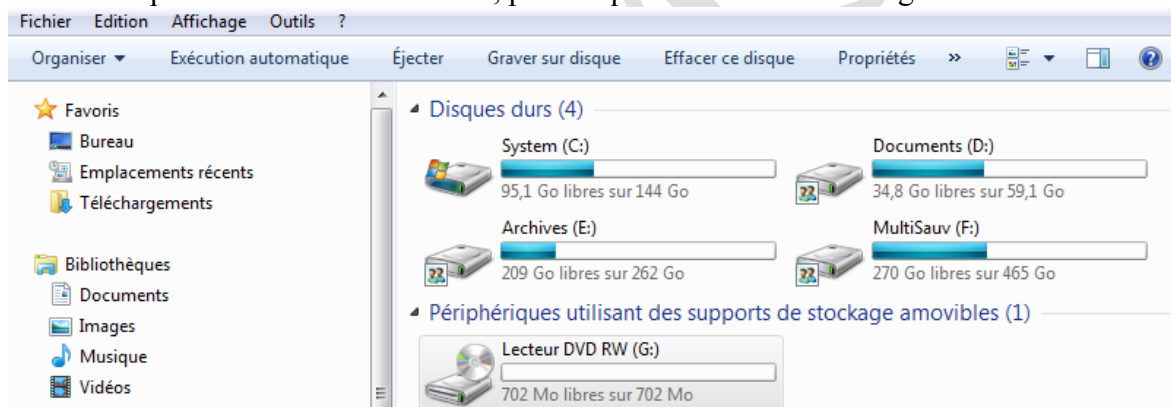 Fichier Edition Affichage Outils ?
Organiser Exécution automatique Éjecter Graver sur disque Effacer ce disque Propriétés »
Favoris
Bureau
Emplacements récents
Téléchargements
Bibliothèques
Documents
Images
Musique
Vidéos
Disques durs (4)
System (C:)
95,1 Go libres sur 144 Go
Documents (D:)
34,8 Go libres sur 59,1 Go
Archives (E:)
209 Go libres sur 262 Go
MultiSauv (F:)
270 Go libres sur 465 Go
Périphériques utilisant des supports de stockage amovibles (1)
Lecteur DVD RW (G:)
702 Mo libres sur 702 Mo